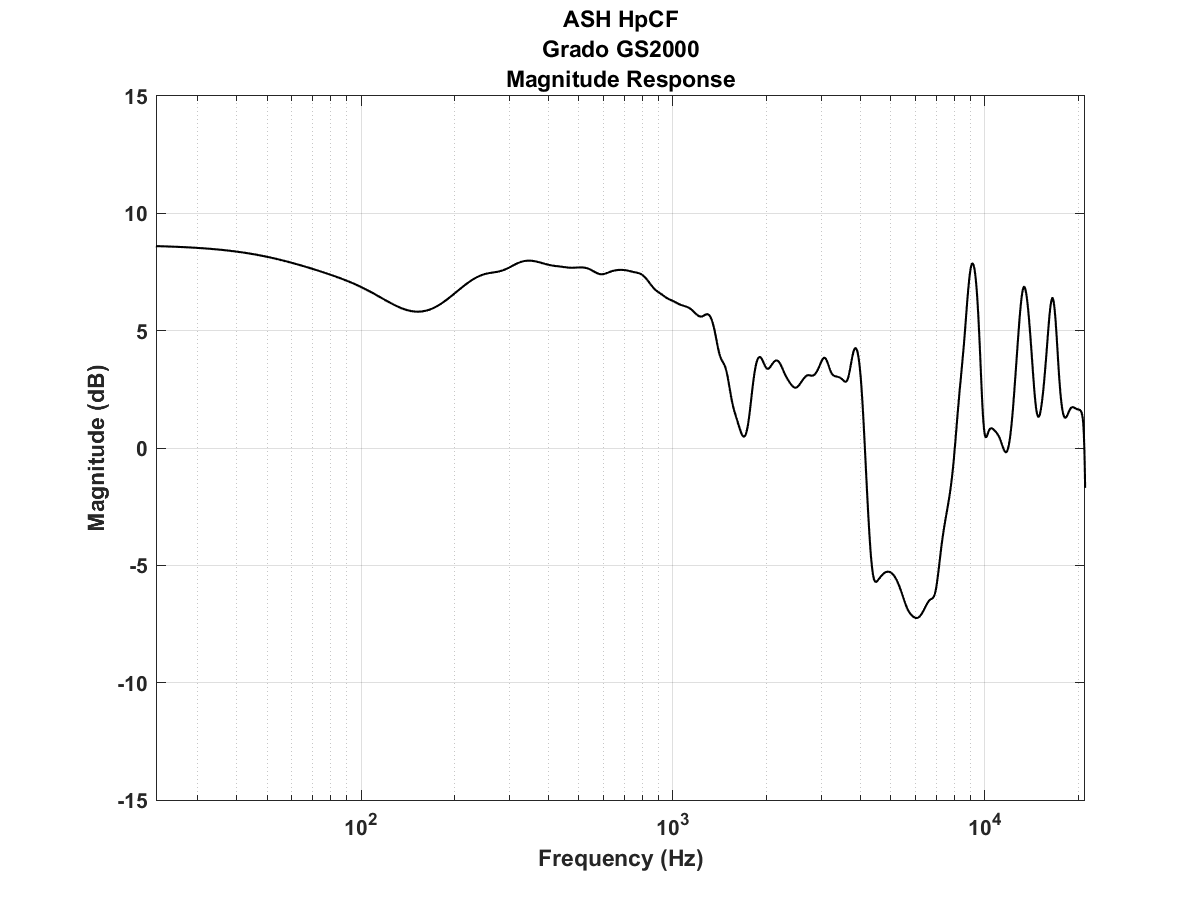 ASH HpCF
Grado GS2000
Magnitude Response
15
10
5
0
-5
-10
-15
Magnitude (dB)
10²
10³
10⁴
Frequency (Hz)